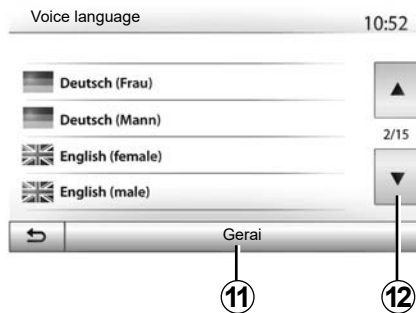 Voice language 10:52
Deutsch (Frau)
Deutsch (Mann)
2/15
English (female)
English (male)
Gerai
11 12